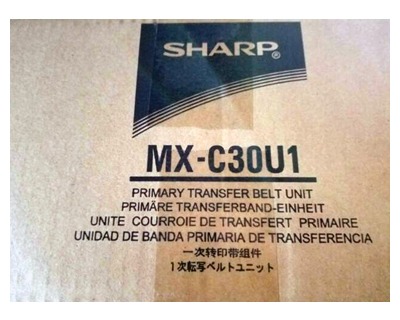 SHARP®
MX-C30U1
PRIMARY TRANSFER BELT UNIT
PRIMÄRE TRANSFERBAND-EINHEIT
UNITE COURROIE DE TRANSFERT PRIMAIRE
UNIDAD DE BANDA PRIMARIA DE TRANSFERENCIA
一次转印带组件
1次転写ベルトユニット